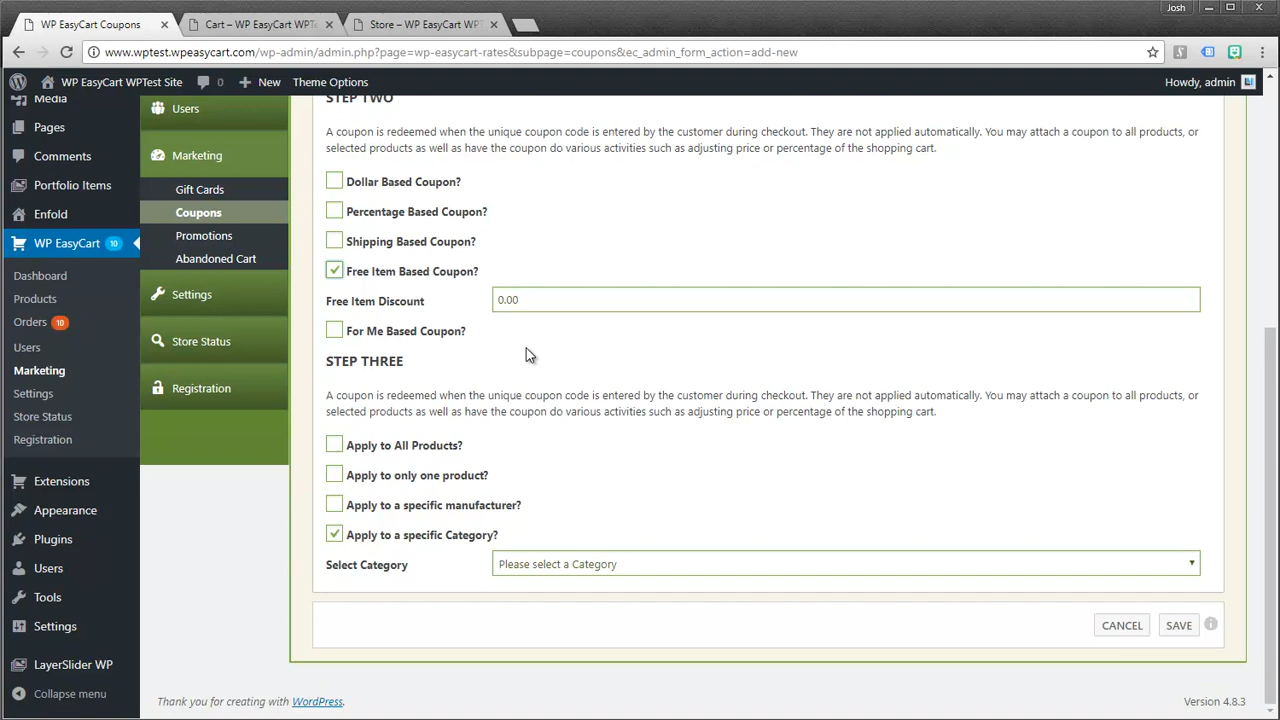 Josh
WP EasyCart Coupons
Cart – WP EasyCart WPTe
Store – WP EasyCart WPT
www.wptest.wpeasycart.com/wp-admin/admin.php?page=wp-easycart-rates&subpage=coupons&ec_admin_form_action=add-new
WP EasyCart WPTest Site
0
New
Theme Options
Howdy, admin
Media
Pages
Comments
Portfolio Items
Enfold
WP EasyCart 10
Dashboard
Products
Orders 10
Users
Marketing
Settings
Store Status
Registration
Extensions
Appearance
Plugins
Users
Tools
Settings
LayerSlider WP
Collapse menu
Users
Marketing
Gift Cards
Coupons
Promotions
Abandoned Cart
Settings
Store Status
Registration
STEP TWO
A coupon is redeemed when the unique coupon code is entered by the customer during checkout. They are not applied automatically. You may attach a coupon to all products, or
selected products as well as have the coupon do various activities such as adjusting price or percentage of the shopping cart.
Dollar Based Coupon?
Percentage Based Coupon?
Shipping Based Coupon?
Free Item Based Coupon?
Free Item Discount 0.00
For Me Based Coupon?
STEP THREE
A coupon is redeemed when the unique coupon code is entered by the customer during checkout. They are not applied automatically. You may attach a coupon to all products, or
selected products as well as have the coupon do various activities such as adjusting price or percentage of the shopping cart.
Apply to All Products?
Apply to only one product?
Apply to a specific manufacturer?
Apply to a specific Category?
Select Category Please select a Category
CANCEL SAVE
Thank you for creating with WordPress.
Version 4.8.3